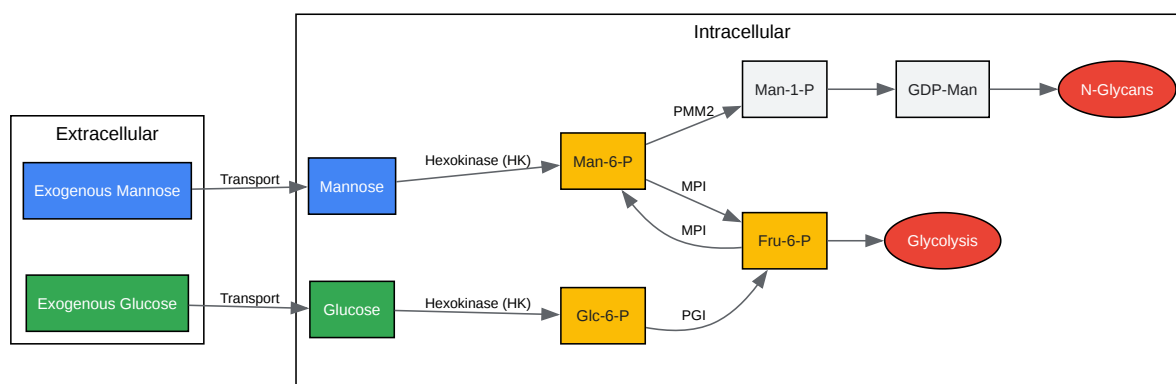 Intracellular
Extracellular
Exogenous Mannose
Transport
Mannose
Hexokinase (HK)
Man-6-P
PMM2
Man-1-P
GDP-Man
N-Glycans
MPI
MPI
Fru-6-P
Glycolysis
Exogenous Glucose
Transport
Glucose
Hexokinase (HK)
Glc-6-P
PGI